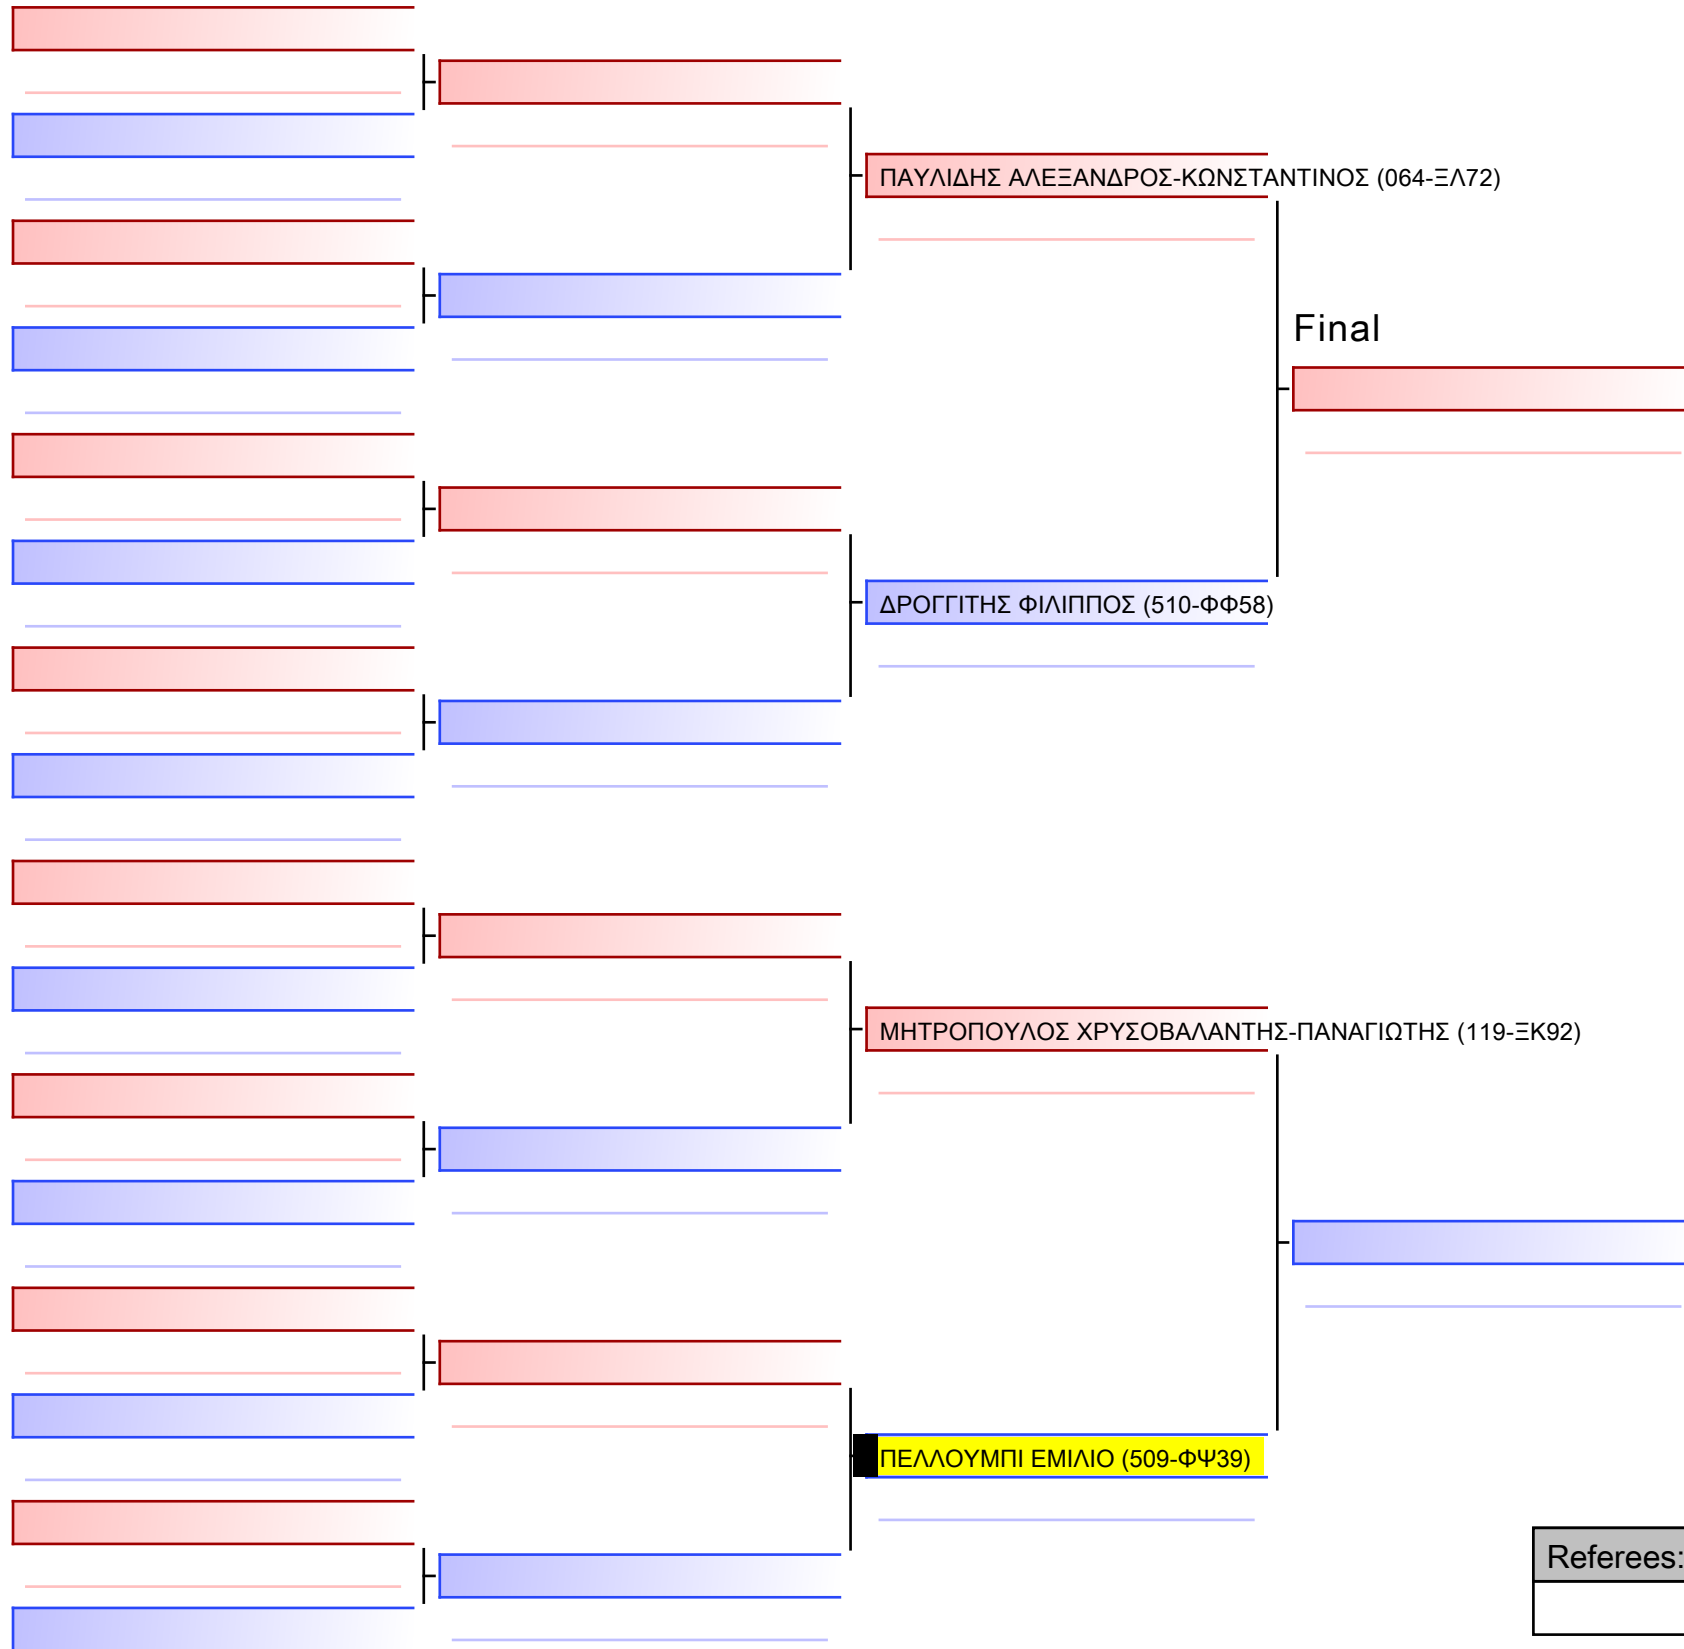 ΠΑΥΛΙΔΗΣ ΑΛΕΞΑΝΔΡΟΣ-ΚΩΝΣΤΑΝΤΙΝΟΣ (064-ΞΛ72)
Final
ΔΡΟΓΓΙΤΗΣ ΦΙΛΙΠΠΟΣ (510-ΦΦ58)
ΜΗΤΡΟΠΟΥΛΟΣ ΧΡΥΣΟΒΑΛΑΝΤΗΣ-ΠΑΝΑΓΙΩΤΗΣ (119-ΞΚ92)
ΠΕΛΛΟΥΜΠΙ ΕΜΙΛΙΟ (509-ΦΨ39)
Referees: